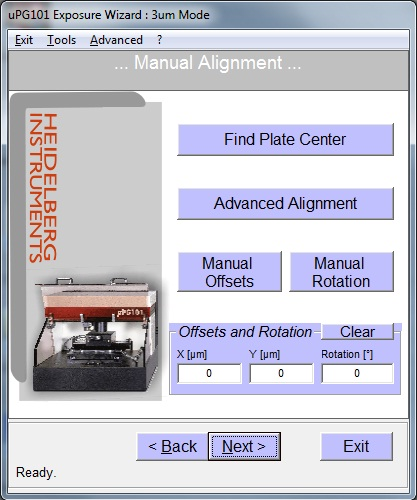 uPG101 Exposure Wizard : 3um Mode
Exit Tools Advanced ?
... Manual Alignment ...
HEIDELBERG
INSTRUMENTS
Find Plate Center
Advanced Alignment
Manual
Offsets
Manual
Rotation
µPG101
Offsets and Rotation Clear
X [µm] Y [µm] Rotation [°]
0 0 0
< Back Next > Exit
Ready.